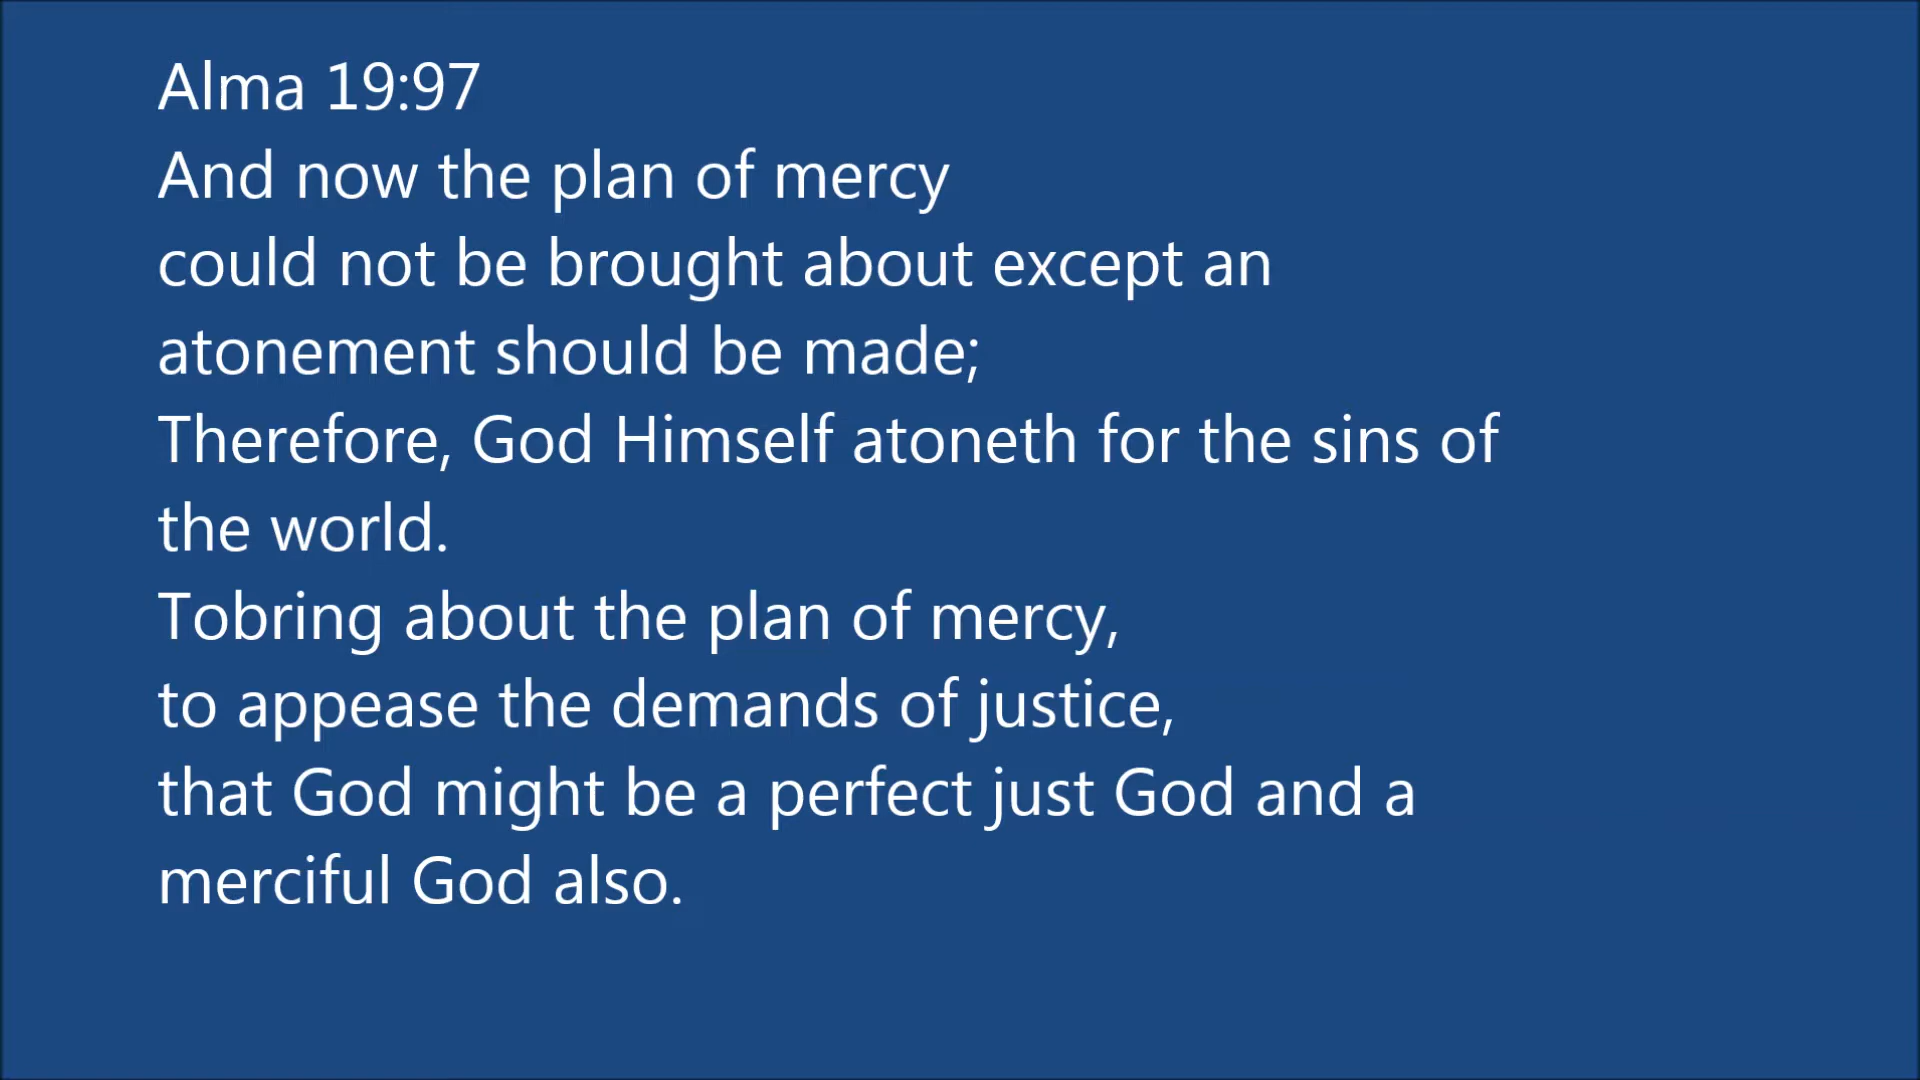 Alma 19:97
And now the plan of mercy
could not be brought about except an
atonement should be made;
Therefore, God Himself atoneth for the sins of
the world.
Tobring about the plan of mercy,
to appease the demands of justice,
that God might be a perfect just God and a
merciful God also.